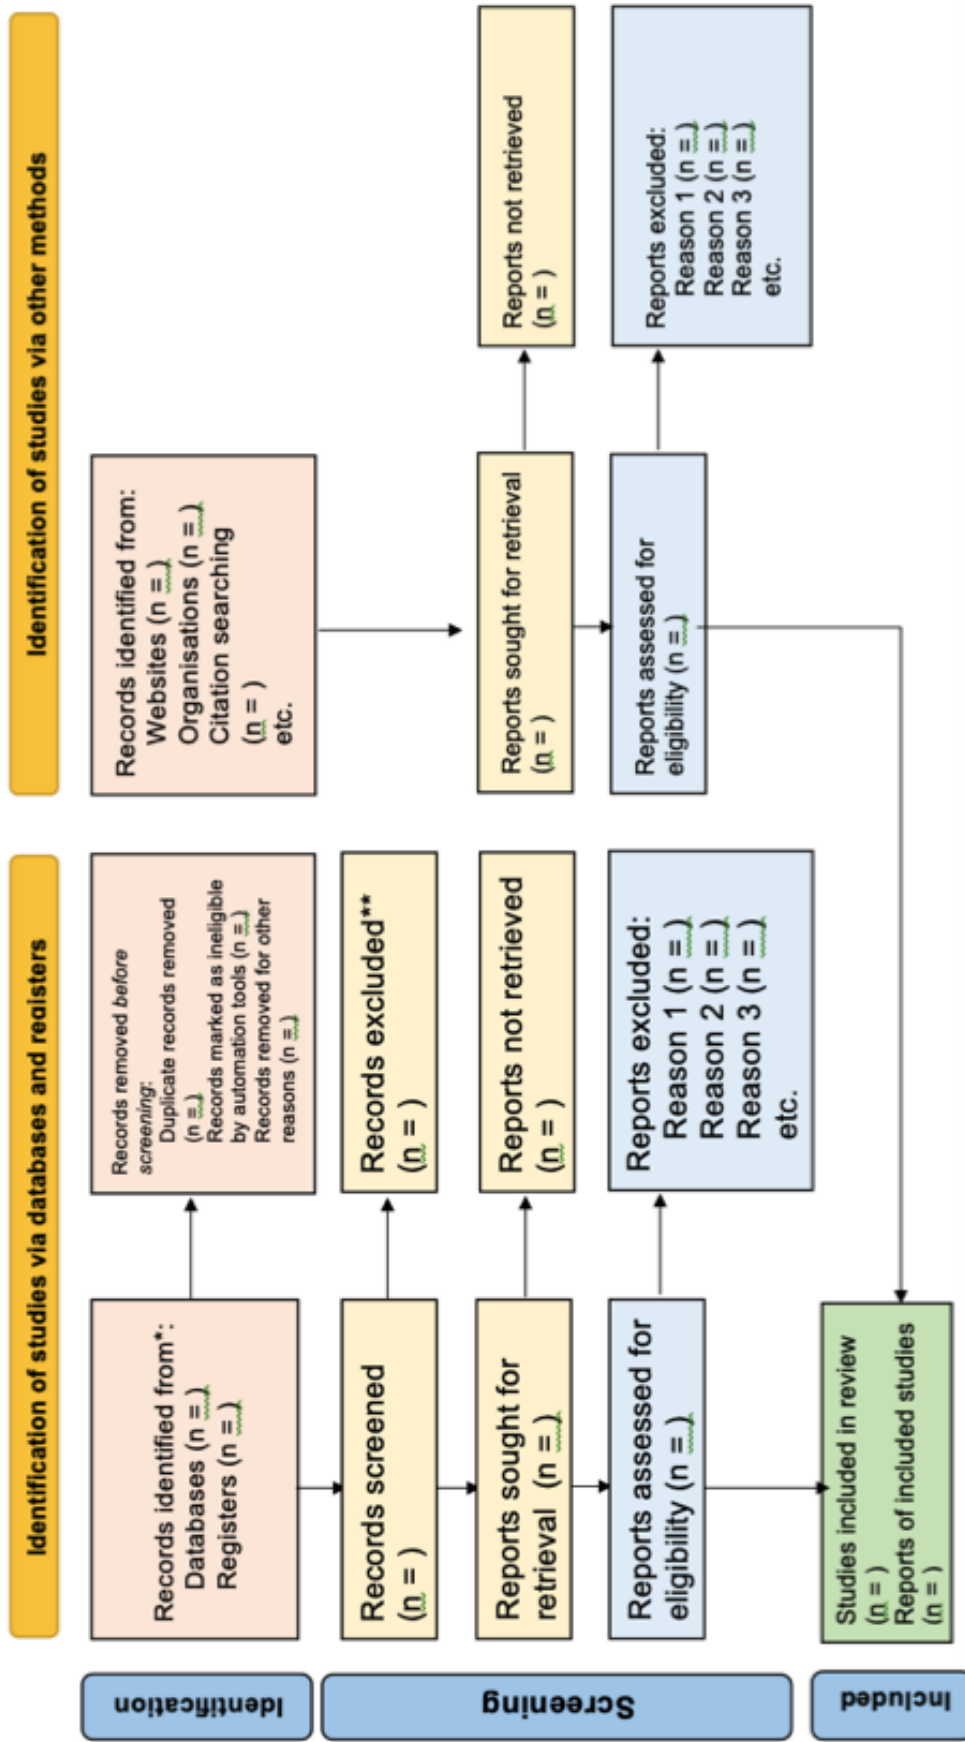 Identification of studies via databases and registers
Identification of studies via other methods
Identification
Records identified from*:
Databases (n = )
Registers (n = )
Records removed before
screening:
Duplicate records removed
(n = )
Records marked as ineligible
by automation tools (n = )
Records removed for other
reasons (n = )
Records identified from:
Websites (n = )
Organisations (n = )
Citation searching
(n = )
etc.
Screening
Records screened
(n = )
Records excluded**
(n = )
Reports sought for
retrieval (n = )
Reports not retrieved
(n = )
Reports sought for retrieval
(n = )
Reports not retrieved
(n = )
Reports assessed for
eligibility (n = )
Reports excluded:
Reason 1 (n = )
Reason 2 (n = )
Reason 3 (n = )
etc.
Reports assessed for
eligibility (n = )
Reports excluded:
Reason 1 (n = )
Reason 2 (n = )
Reason 3 (n = )
etc.
Included
Studies included in review
(n = )
Reports of included studies
(n = )